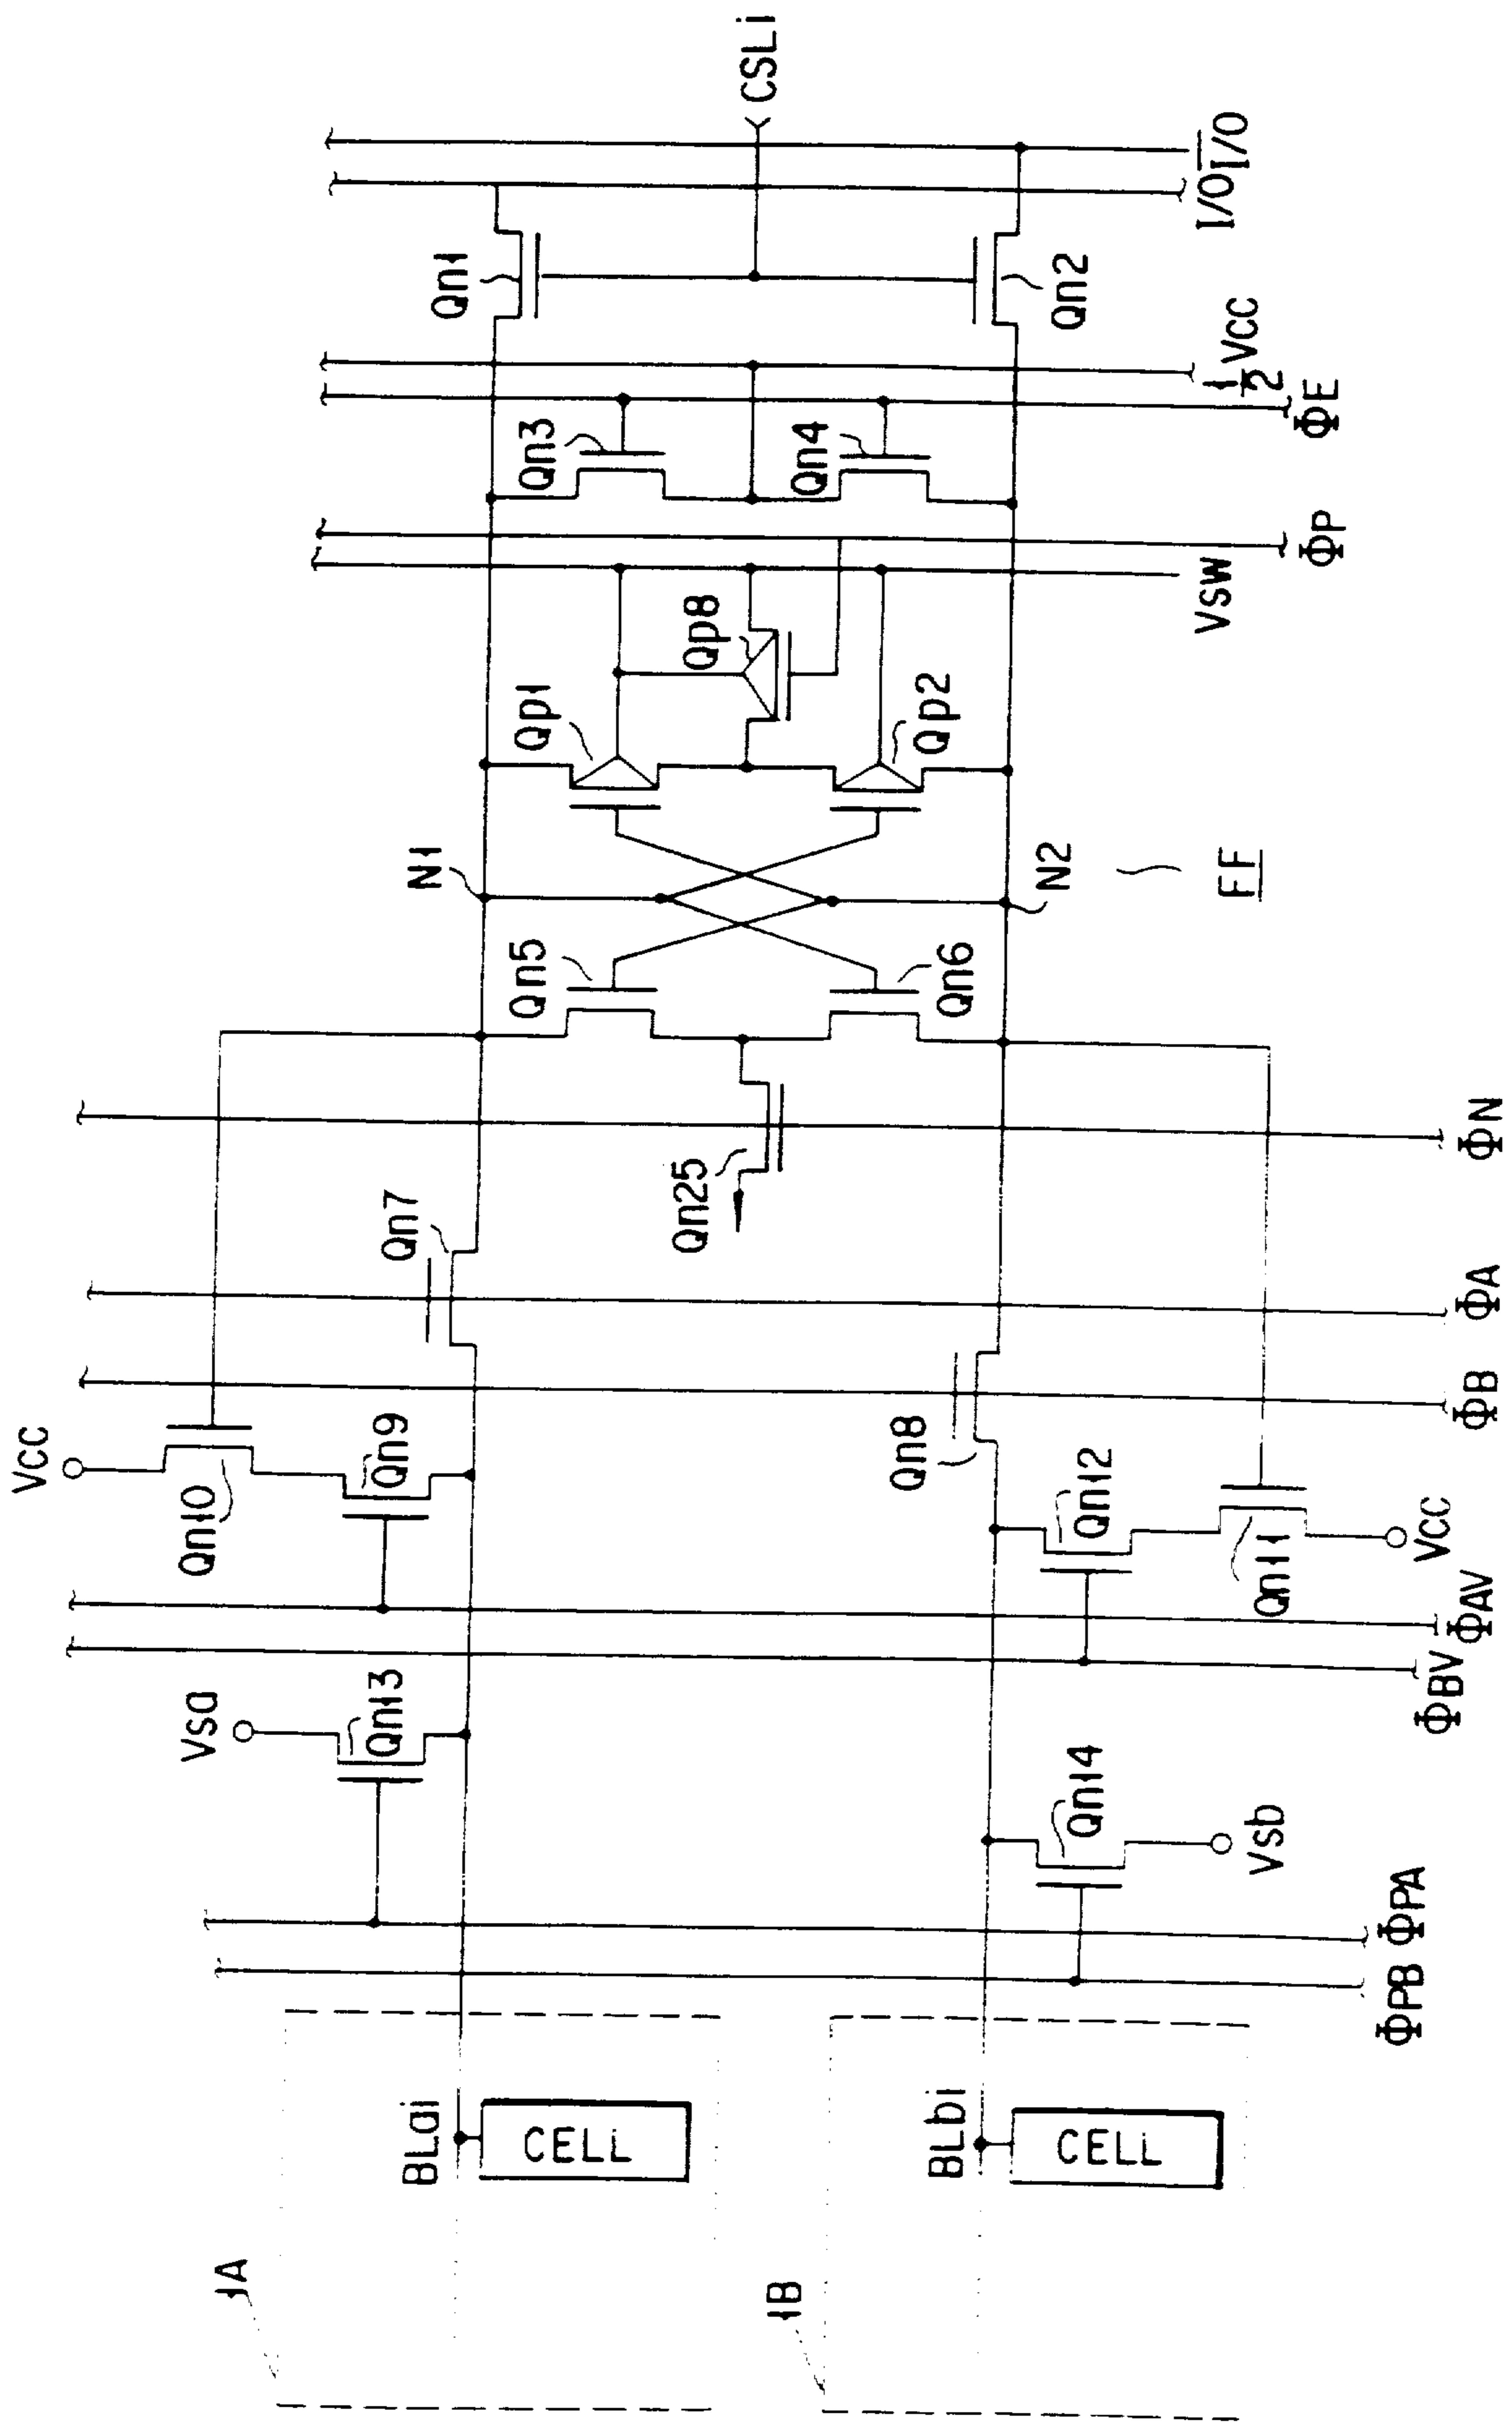 CSLi
I/O
I/O
Qn1
Qn2
1/2 VCC
ΦE
Qn3
Qn4
ΦP
VSW
Qp8
Qp1
Qp2
N1
N2
FF
Qn5
Qn6
ΦN
Qn25
Qn7
ΦA
ΦB
Qn8
VCC
Qn10
Qn9
Qn12
Qn11
VCC
ΦAV
ΦBV
Vsa
Qn13
Qn14
Vsb
ΦPA
ΦPB
BLai
CELL
BLbi
CELL
1A
1B